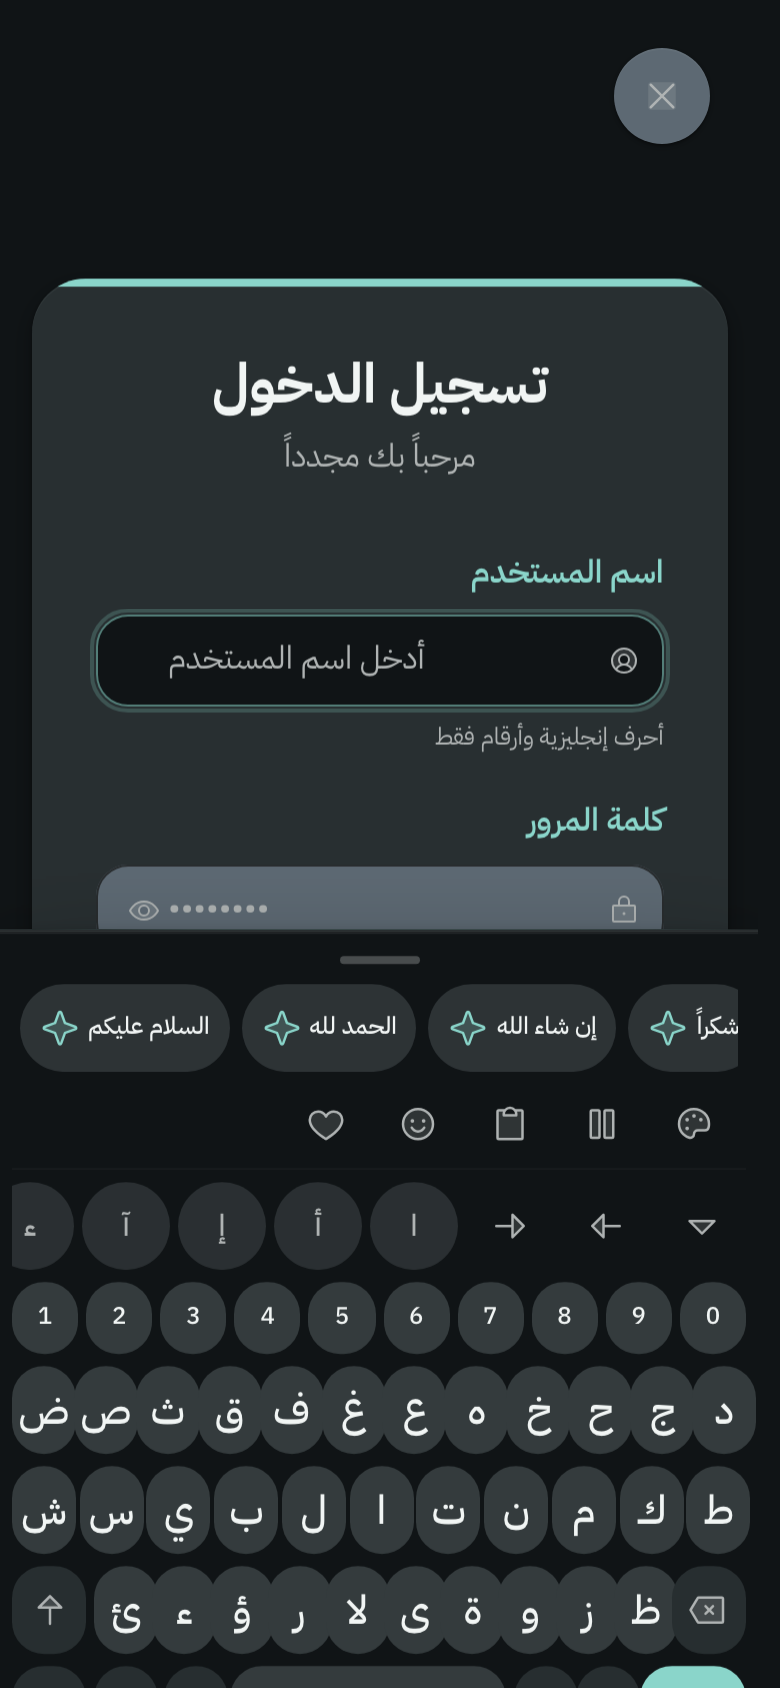 تسجيل الدخول
مرحباً بك مجدداً
اسم المستخدم
أدخل اسم المستخدم
أحرف إنجليزية وأرقام فقط
كلمة المرور
السلام عليكم الحمد لله إن شاء الله شكراً
ء آ إ أ ا
1 2 3 4 5 6 7 8 9 0
ض ص ث ق ف غ ع ه خ ح ج د
ش س ي ب ل ا ت ن م ك ط
ئ ء ؤ ر لا ى ة و ز ظ